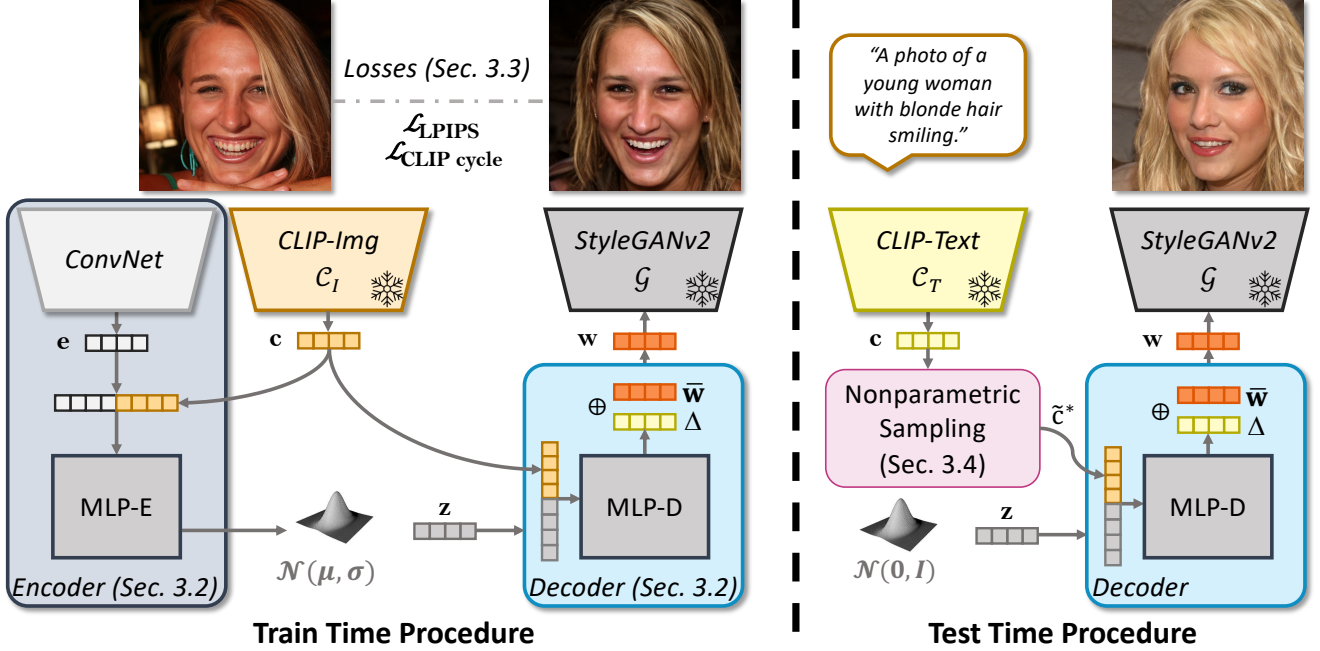 Losses (Sec. 3.3)
ℒLPIPS
ℒCLIP cycle
ConvNet
CLIP-Img
𝒞I
StyleGANv2
𝒢
e
c
w
w̄
⊕
Δ
MLP-E
z
MLP-D
𝒩(μ, σ)
Encoder (Sec. 3.2)
Decoder (Sec. 3.2)
Train Time Procedure
“A photo of a
young woman
with blonde hair
smiling.”
CLIP-Text
𝒞T
StyleGANv2
𝒢
c
w
Nonparametric
Sampling
(Sec. 3.4)
c̃*
w̄
⊕
Δ
z
MLP-D
𝒩(0, I)
Decoder
Test Time Procedure